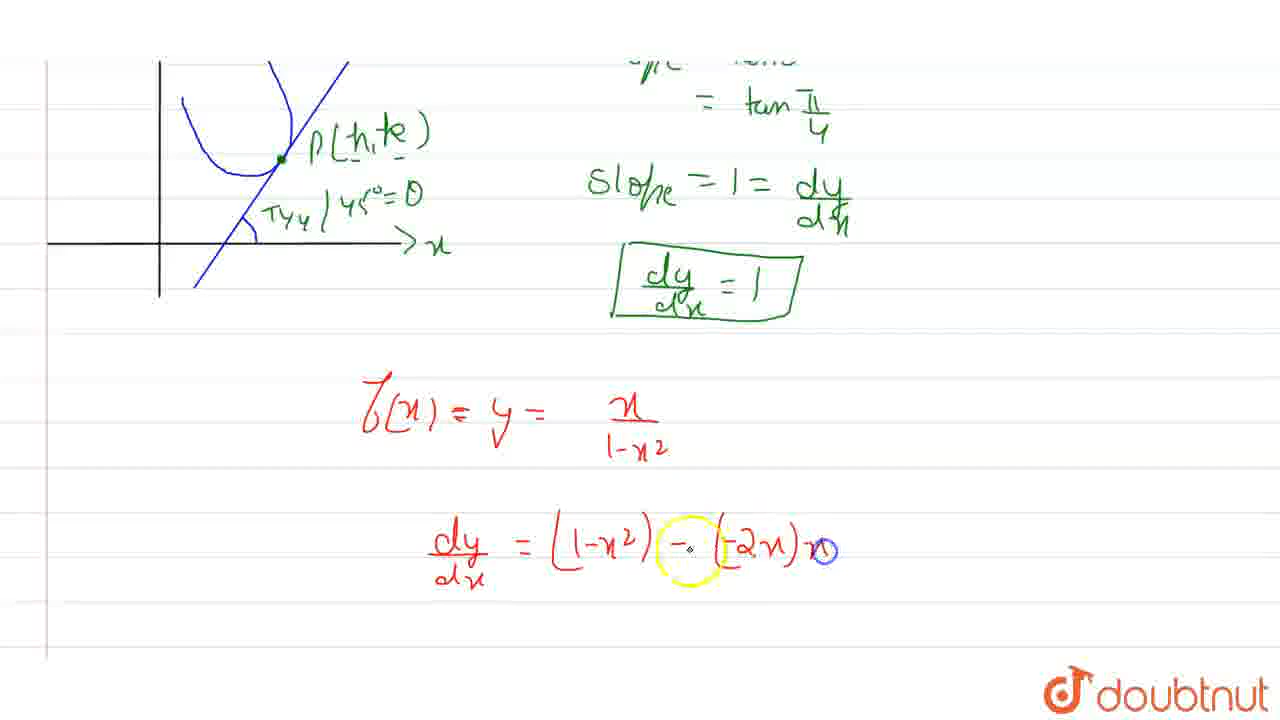 = tan π/4
P(h, k)
Slope = 1 = dy/dx
π/4 / 45° = θ
> x
dy/dx = 1
f(x) = y = x/1-x²
dy/dx = (1-x²) - (-2x)x
doubtnut